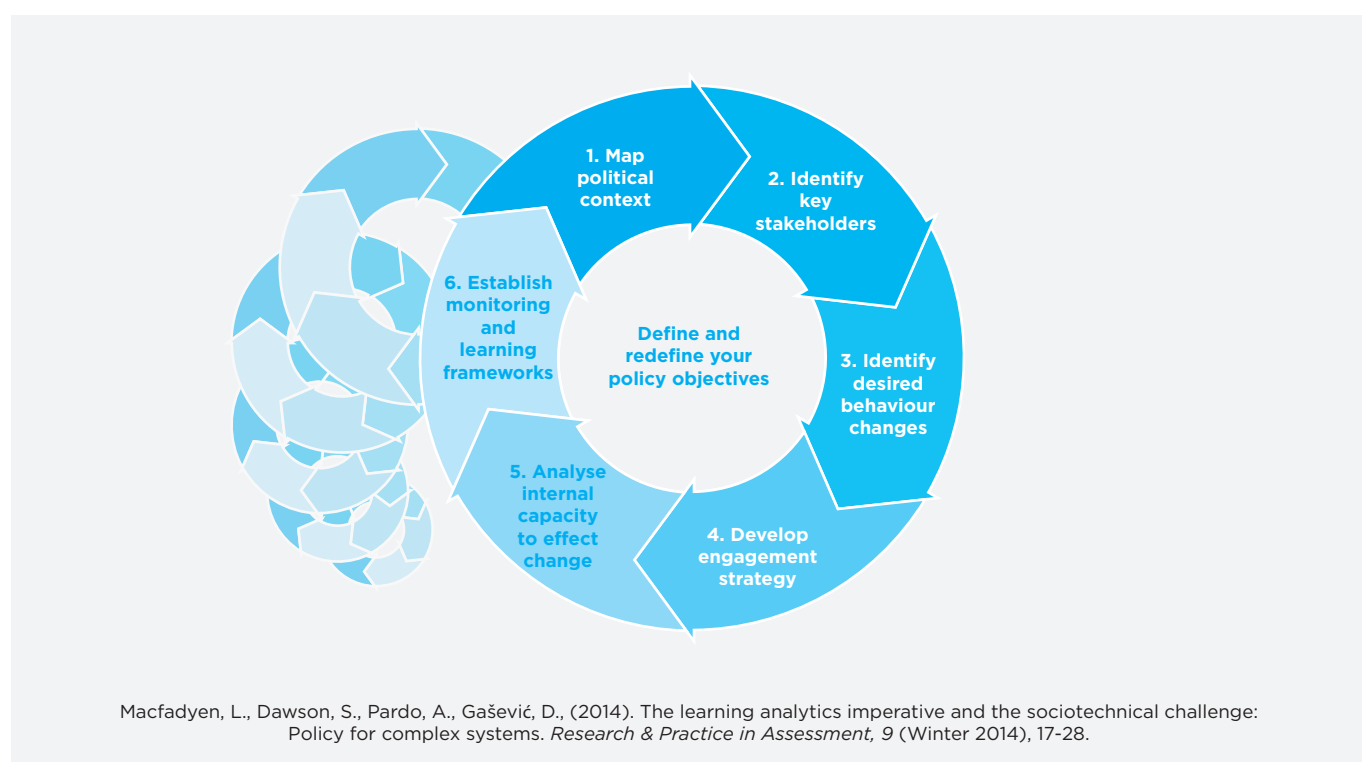 1. Map
political
context
2. Identify
key
stakeholders
3. Identify
desired
behaviour
changes
4. Develop
engagement
strategy
5. Analyse
internal
capacity
to effect
change
6. Establish
monitoring
and
learning
frameworks
Define and
redefine your
policy objectives
Macfadyen, L., Dawson, S., Pardo, A., Gašević, D., (2014). The learning analytics imperative and the sociotechnical challenge:
Policy for complex systems. Research & Practice in Assessment, 9 (Winter 2014), 17-28.